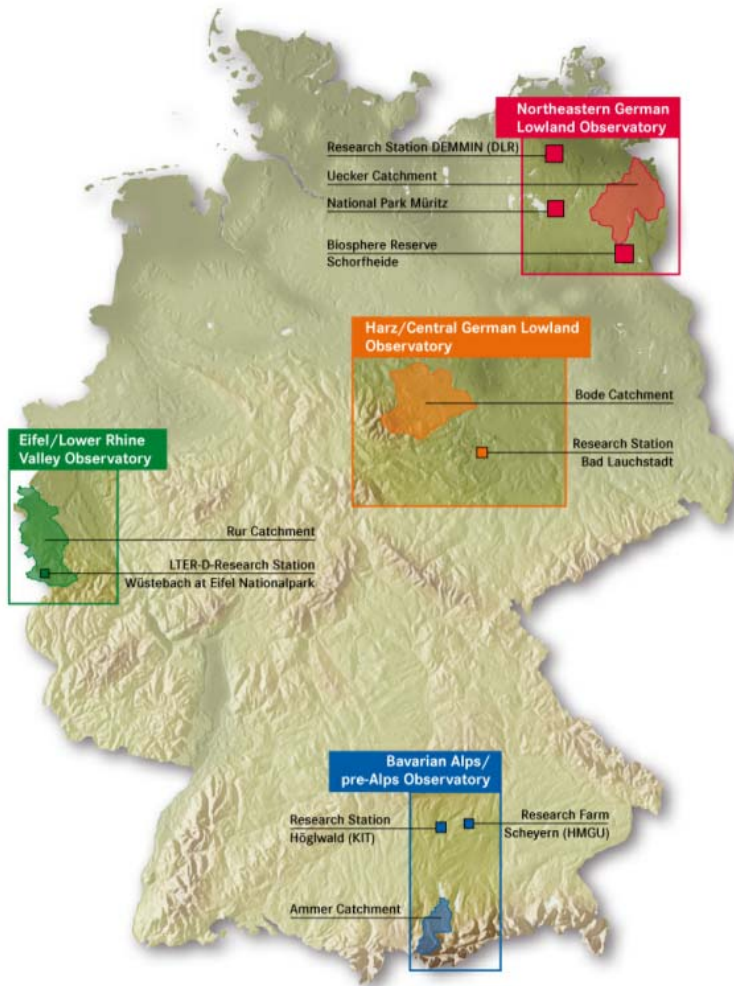 Northeastern German
Lowland Observatory
Research Station DEMMIN (DLR)
Uecker Catchment
National Park Müritz
Biosphere Reserve
Schorfheide
Harz/Central German Lowland
Observatory
Bode Catchment
Research Station
Bad Lauchstadt
Eifel/Lower Rhine
Valley Observatory
Rur Catchment
LTER-D-Research Station
Wüstebach at Eifel Nationalpark
Bavarian Alps/
pre-Alps Observatory
Research Station
Höglwald (KIT)
Research Farm
Scheyern (HMGU)
Ammer Catchment